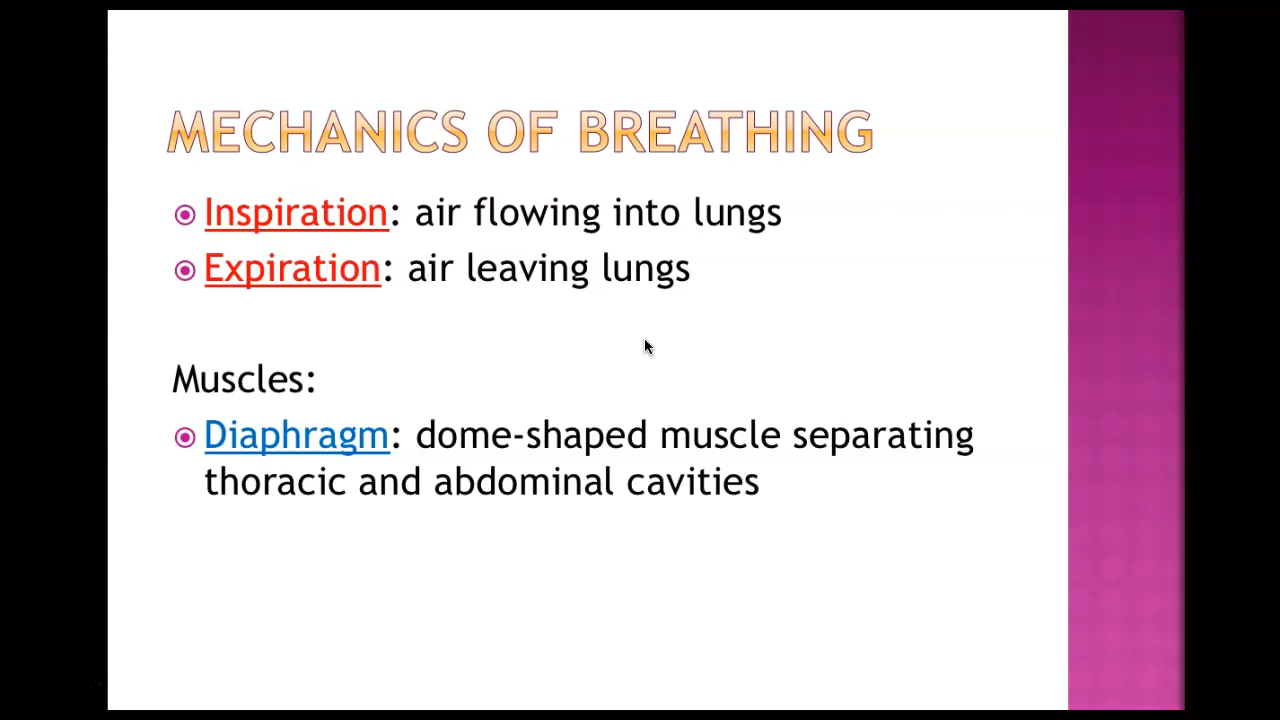 MECHANICS OF BREATHING
Inspiration: air flowing into lungs
Expiration: air leaving lungs
Muscles:
Diaphragm: dome-shaped muscle separating
thoracic and abdominal cavities